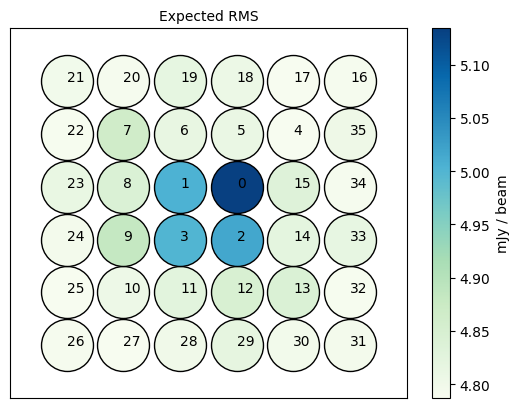 Expected RMS
21 20 19 18 17 16
22 7 6 5 4 35
23 8 1 0 15 34
24 9 3 2 14 33
25 10 11 12 13 32
26 27 28 29 30 31
5.10
5.05
5.00
4.95
4.90
4.85
4.80
mJy / beam